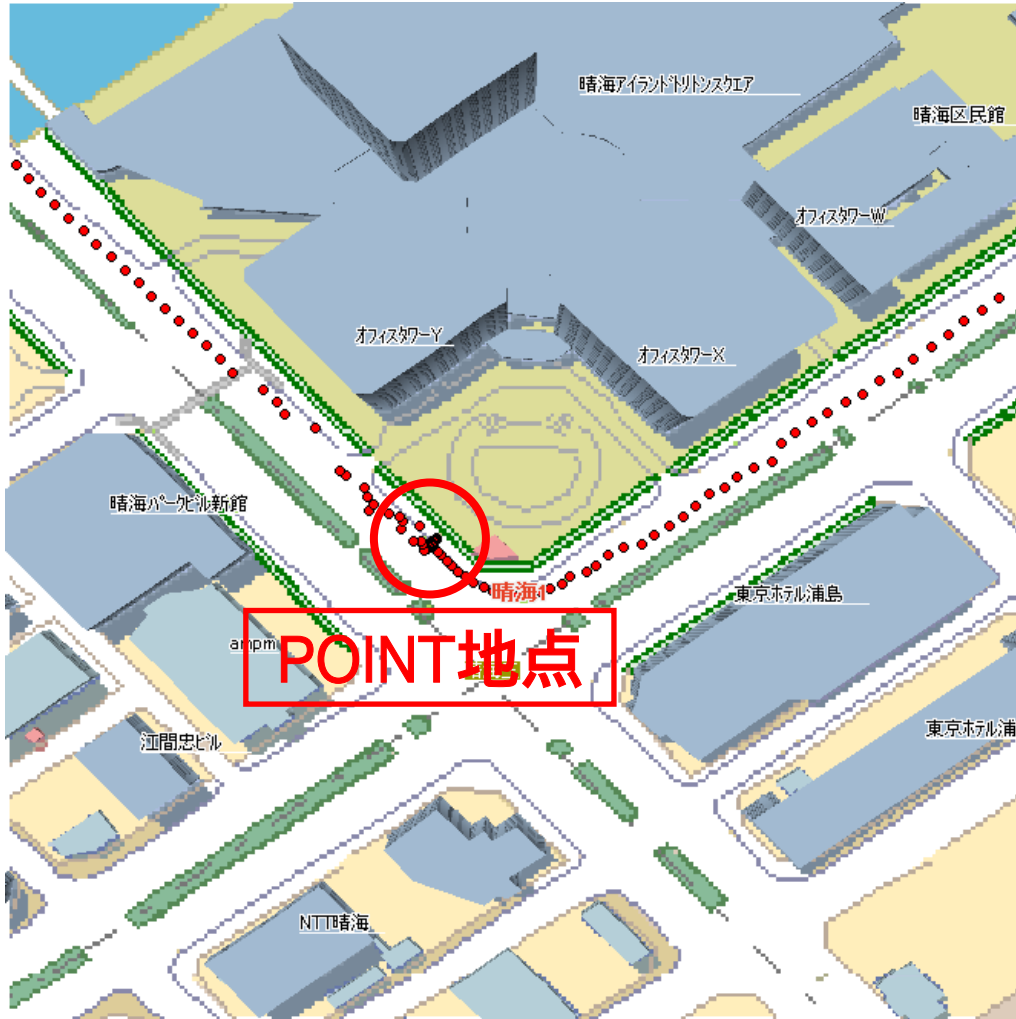 晴海アイランドトリトンスクエア
晴海区民館
オフィスタワーW
オフィスタワーY
オフィスタワーX
晴海パークビル新館
晴海1
東京ホテル浦島
ampm
POINT地点
東京ホテル浦
江間忠ビル
NTT晴海